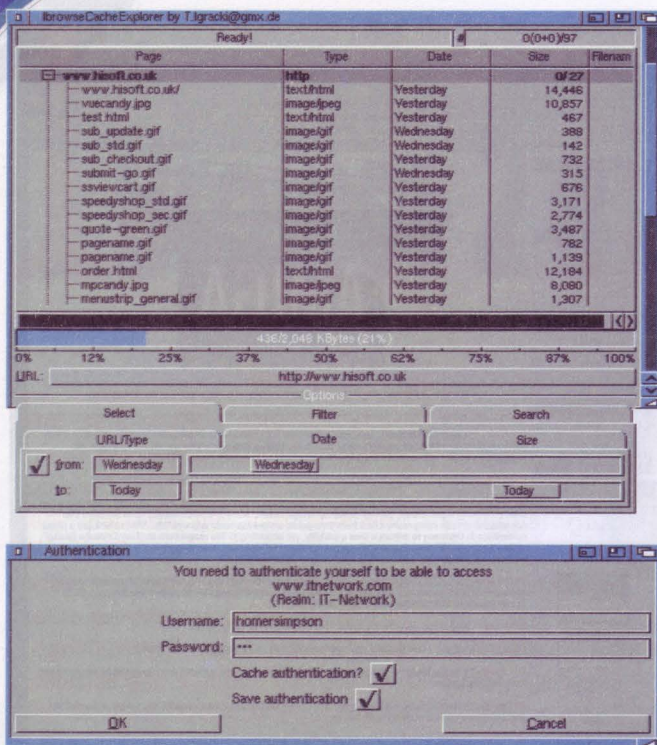 IbrowseCacheExplorer by T.Igracki@gmx.de
Ready! # 0(0+0)/97
Page Type Date Size Filenam
www.hisoft.co.uk http 0/27
www.hisoft.co.uk/ text/html Yesterday 14,446
vuecandy.jpg image/jpeg Yesterday 10,857
test.html text/html Yesterday 467
sub_update.gif image/gif Wednesday 388
sub_std.gif image/gif Wednesday 142
sub_checkout.gif image/gif Yesterday 732
submit-go.gif image/gif Wednesday 315
ssviewcart.gif image/gif Yesterday 676
speedyshop_std.gif image/gif Yesterday 3,171
speedyshop_sec.gif image/gif Yesterday 2,774
quote-green.gif image/gif Yesterday 3,487
pagename.gif image/gif Yesterday 782
pagename.gif image/gif Yesterday 1,139
order.html text/html Yesterday 12,184
mpcandy.jpg image/jpeg Yesterday 8,080
menustrip_general.gif image/gif Yesterday 1,307
436/2,048 KBytes (21%)
0% 12% 25% 37% 50% 62% 75% 87% 100%
URL: http://www.hisoft.co.uk
Options
Select Filter Search
URL/Type Date Size
from: Wednesday Wednesday
to: Today Today
Authentication
You need to authenticate yourself to be able to access
www.itnetwork.com
(Realm: IT-Network)
Username: homersimpson
Password: ---
Cache authentication?
Save authentication
OK Cancel